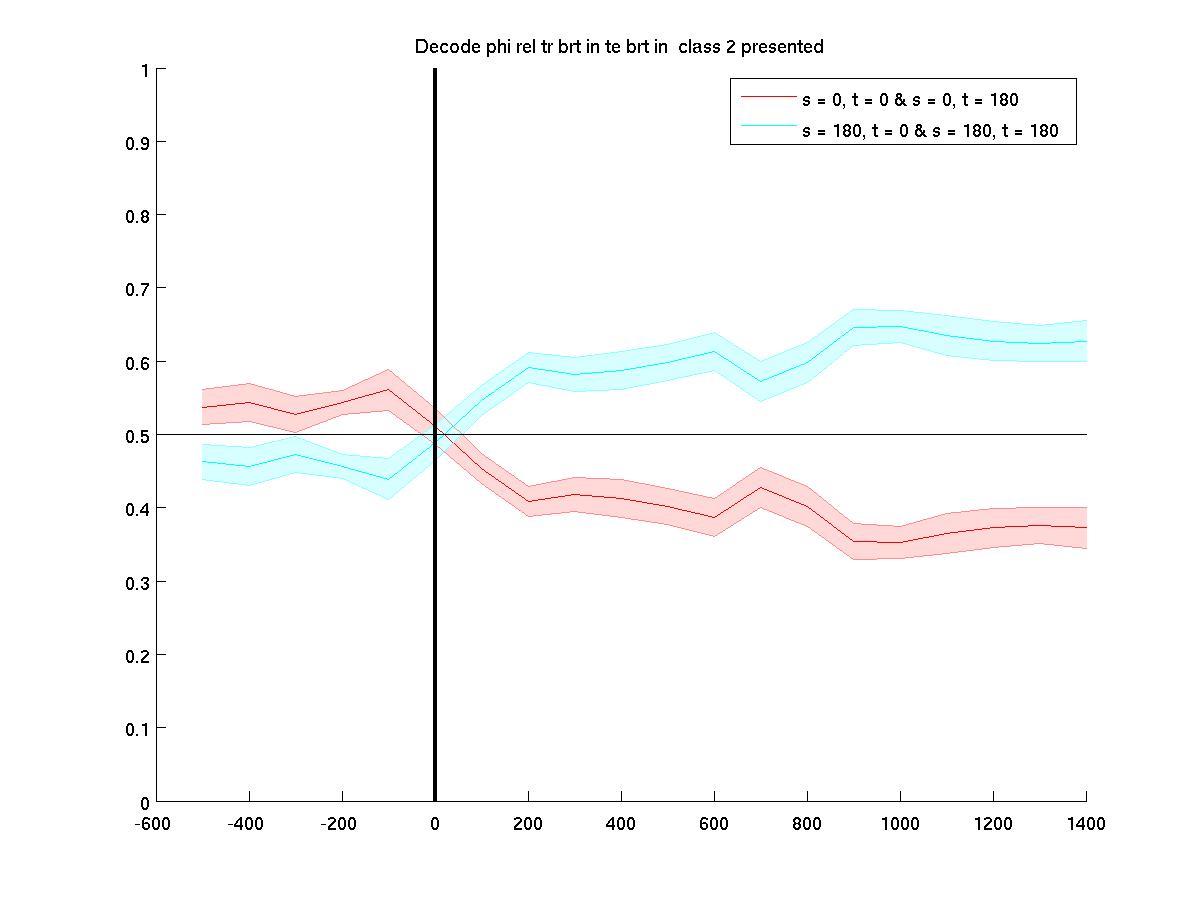 Decode phi rel tr brt in te brt in  class 2 presented
s = 0, t = 0 & s = 0, t = 180
s = 180, t = 0 & s = 180, t = 180
1
0.9
0.8
0.7
0.6
0.5
0.4
0.3
0.2
0.1
0
-600 -400 -200 0 200 400 600 800 1000 1200 1400